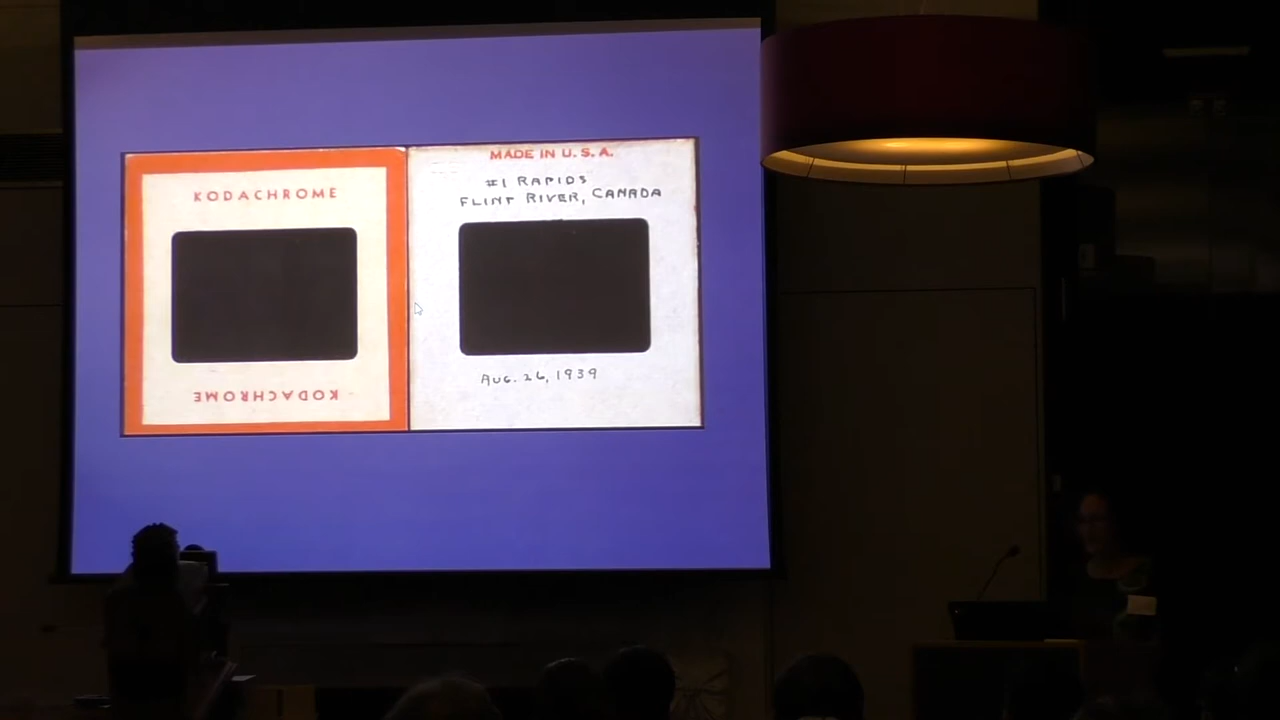 KODACHROME
KODACHROME
MADE IN U.S.A.
#1 RAPIDS
FLINT RIVER, CANADA
AUG. 26, 1939